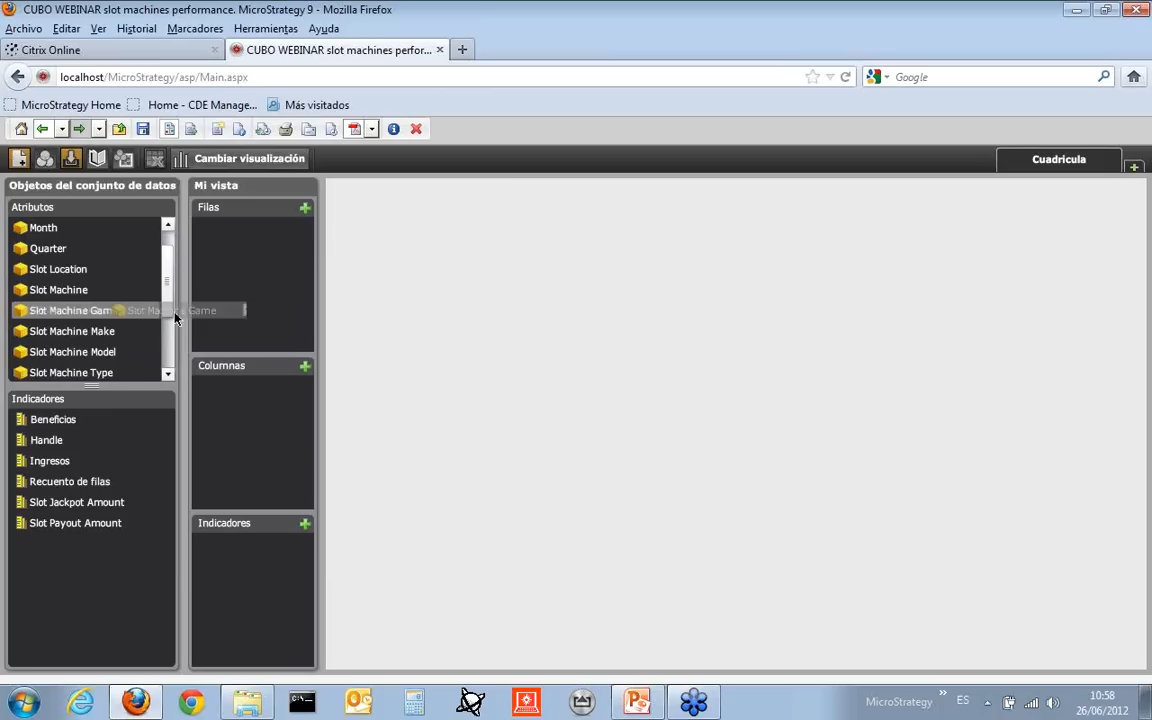 CUBO WEBINAR slot machines performance. MicroStrategy 9 - Mozilla Firefox
Archivo Editar Ver Historial Marcadores Herramientas Ayuda
Citrix Online
CUBO WEBINAR slot machines perfor...
localhost/MicroStrategy/asp/Main.aspx
Google
MicroStrategy Home
Home - CDE Manage...
Más visitados
Cambiar visualización
Cuadrícula
Objetos del conjunto de datos
Mi vista
Atributos
Filas
Month
Quarter
Slot Location
Slot Machine
Slot Machine Gam
Slot Machine Make
Slot Machine Model
Slot Machine Type
Columnas
Indicadores
Beneficios
Handle
Ingresos
Recuento de filas
Slot Jackpot Amount
Slot Payout Amount
Indicadores
MicroStrategy
ES
10:58
26/06/2012